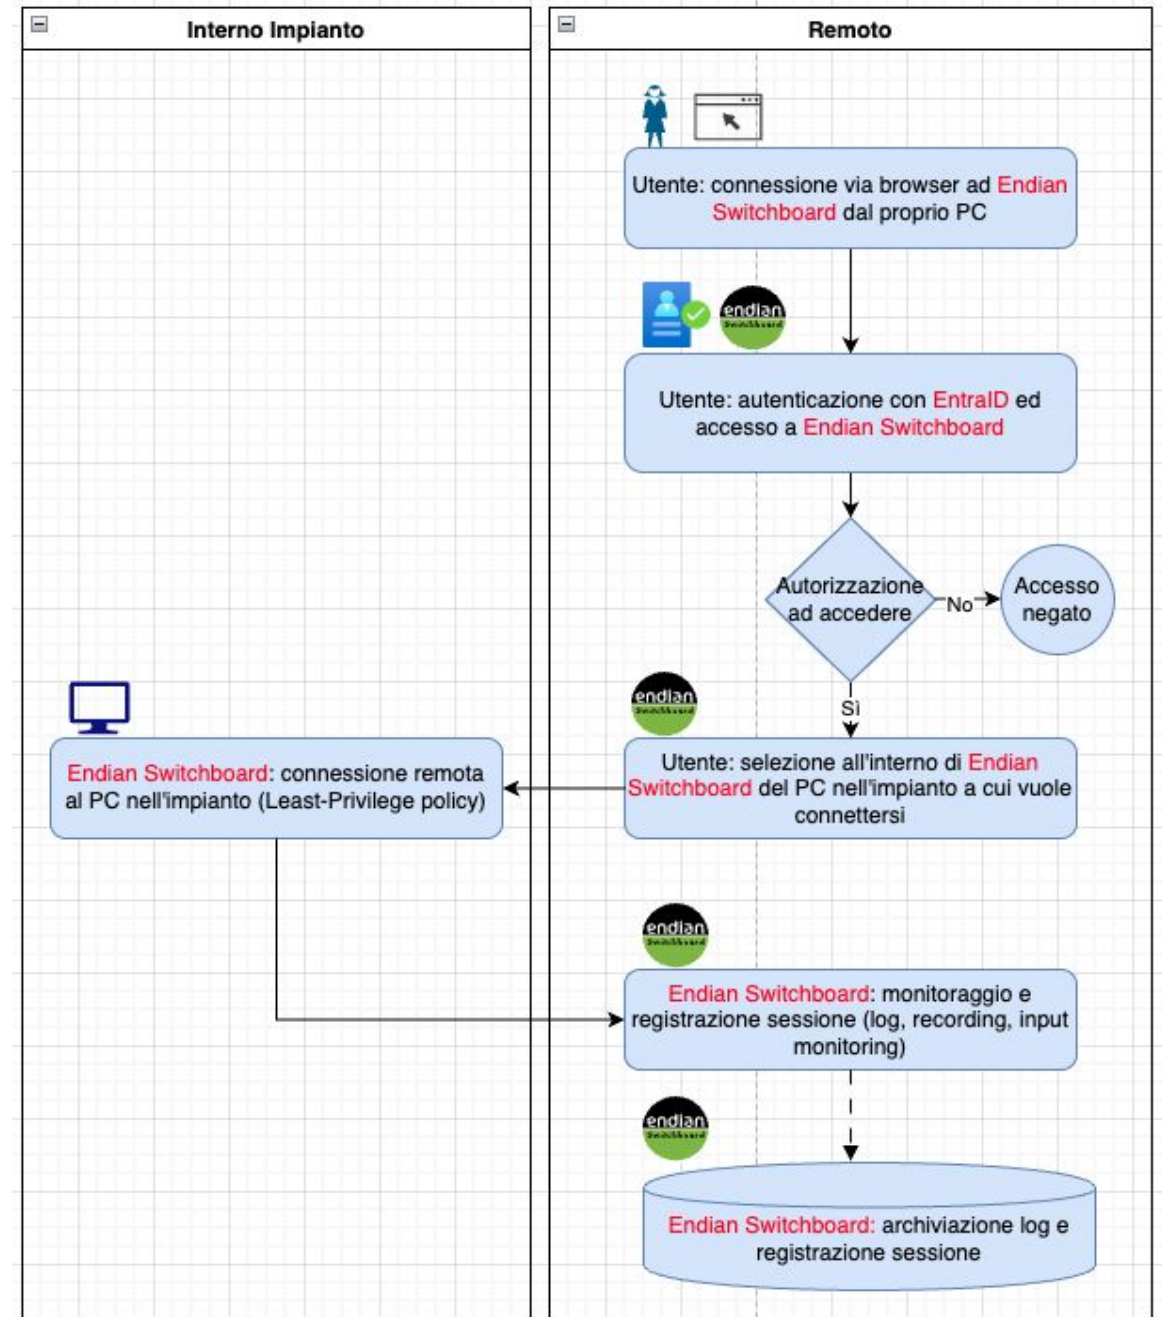 Interno Impianto
Remoto
Utente: connessione via browser ad Endian
Switchboard dal proprio PC
endian
Switchboard
Utente: autenticazione con EntraID ed
accesso a Endian Switchboard
Autorizzazione
ad accedere
No
Accesso
negato
Sì
endian
Switchboard
Utente: selezione all'interno di Endian
Switchboard del PC nell'impianto a cui vuole
connettersi
Endian Switchboard: connessione remota
al PC nell'impianto (Least-Privilege policy)
endian
Switchboard
Endian Switchboard: monitoraggio e
registrazione sessione (log, recording, input
monitoring)
endian
Switchboard
Endian Switchboard: archiviazione log e
registrazione sessione